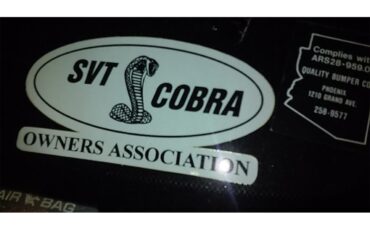 SVT COBRA
OWNERS ASSOCIATION
Complies with
ARS28-959.0
QUALITY BUMPER CO
PHOENIX
1210 GRAND AVE.
258-0577
AIR BAG